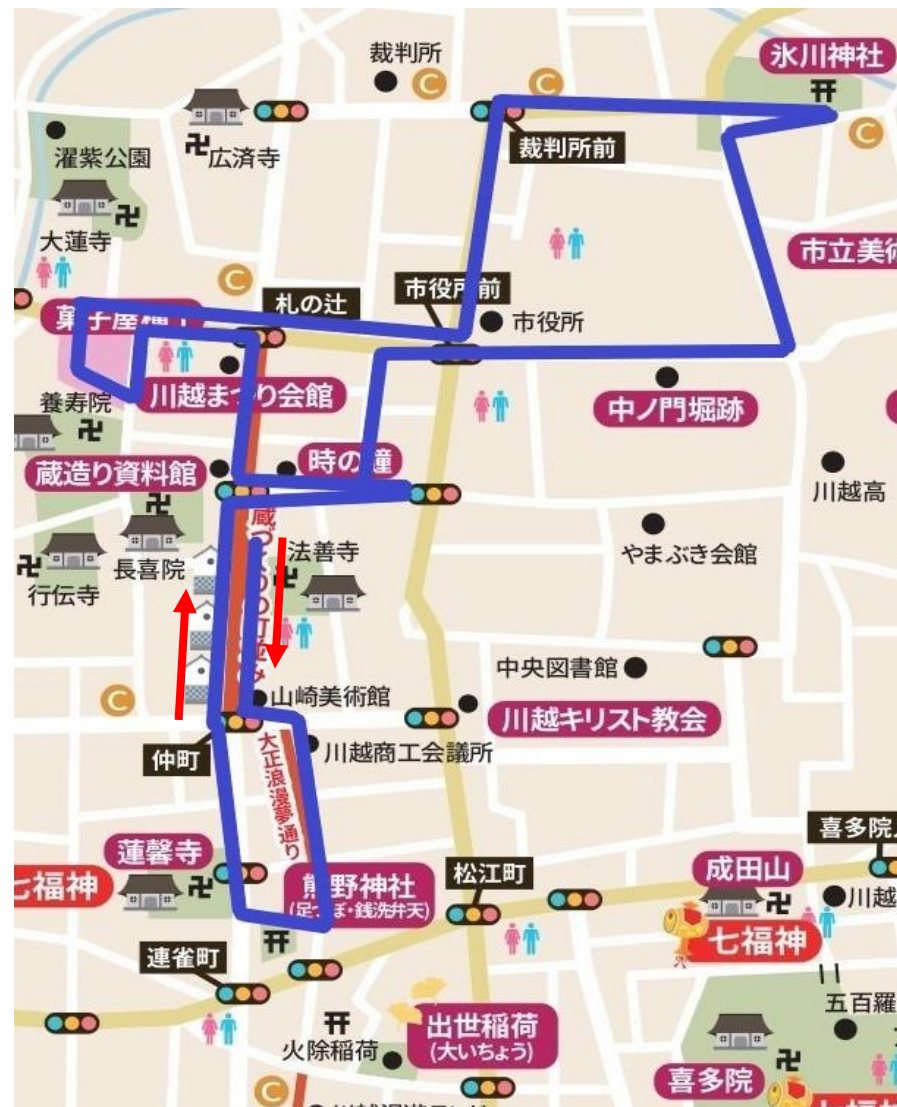 裁判所
氷川神社
裁判所前
濯紫公園
広済寺
大蓮寺
市立美
札の辻
市役所前
市役所
菓子屋横丁
川越まつり会館
中ノ門堀跡
養寿院
蔵造り資料館
時の鐘
川越高
長喜院
行伝寺
法善寺
やまぶき会館
中央図書館
山崎美術館
川越キリスト教会
仲町
川越商工会議所
大正浪漫夢通り
喜多院
蓮馨寺
七福神
熊野神社
(足つぼ・銭洗弁天)
松江町
成田山
川越
七福神
連雀町
五百羅
出世稲荷
(大いちょう)
火除稲荷
喜多院